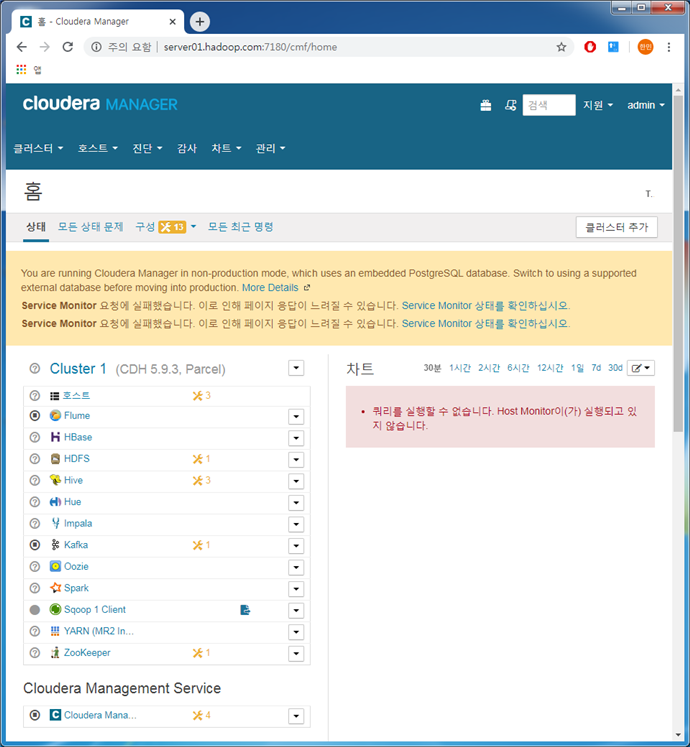 홈 - Cloudera Manager
주의 요함 | server01.hadoop.com:7180/cmf/home
한민
앱
cloudera MANAGER
검색
지원
admin
클러스터
호스트
진단
감사
차트
관리
홈
T.
상태
모든 상태 문제
구성 13
모든 최근 명령
클러스터 추가
You are running Cloudera Manager in non-production mode, which uses an embedded PostgreSQL database. Switch to using a supported
external database before moving into production. More Details
Service Monitor 요청에 실패했습니다. 이로 인해 페이지 응답이 느려질 수 있습니다. Service Monitor 상태를 확인하십시오.
Service Monitor 요청에 실패했습니다. 이로 인해 페이지 응답이 느려질 수 있습니다. Service Monitor 상태를 확인하십시오.
Cluster 1 (CDH 5.9.3, Parcel)
호스트 3
Flume
HBase
HDFS 1
Hive 3
Hue
Impala
Kafka 1
Oozie
Spark
Sqoop 1 Client
YARN (MR2 In...
ZooKeeper 1
Cloudera Management Service
Cloudera Mana... 4
차트
30분 1시간 2시간 6시간 12시간 1일 7d 30d
쿼리를 실행할 수 없습니다. Host Monitor이(가) 실행되고 있
지 않습니다.